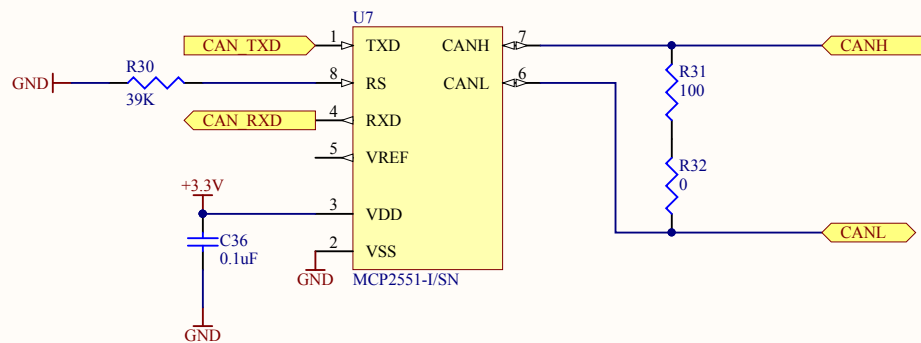 U7
CAN_TXD
1
TXD
CANH
7
CANH
R30
39K
GND
8
RS
CANL
6
R31
100
CAN_RXD
4
RXD
5
VREF
R32
0
+3.3V
3
VDD
CANL
C36
0.1uF
2
VSS
GND
MCP2551-I/SN
GND